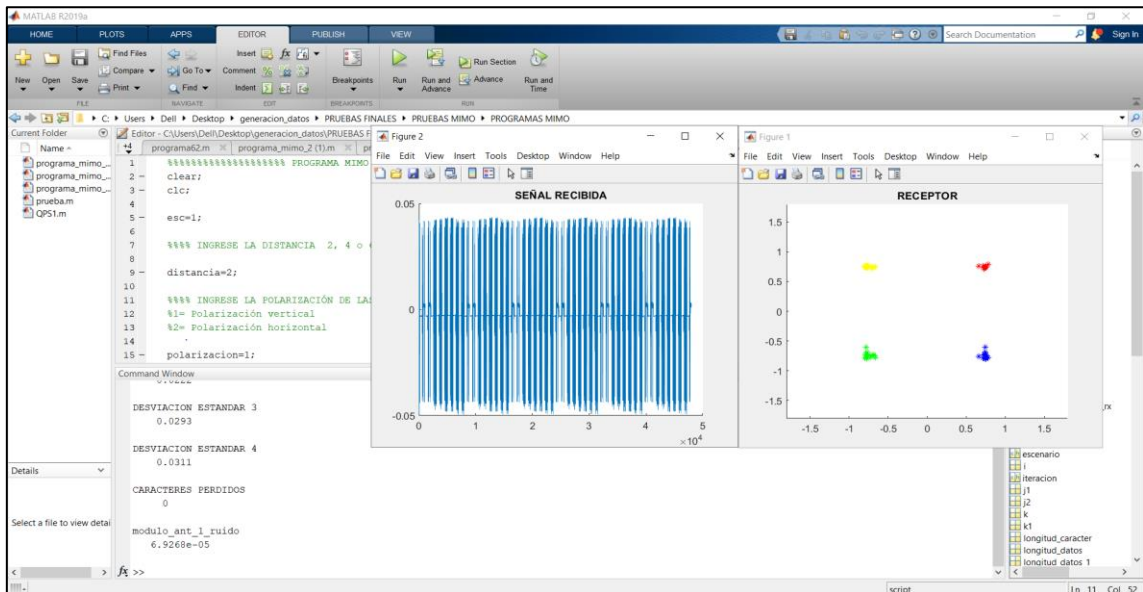 MATLAB R2019a
HOME PLOTS APPS EDITOR PUBLISH VIEW
Search Documentation Sign In
New Open Save
Find Files
Compare
Print
Go To
Find
Insert fx
Comment
Indent
Breakpoints
Run
Run and Advance
Run Section
Advance
Run and Time
FILE NAVIGATE EDIT BREAKPOINTS RUN
C: Users Dell Desktop generacion_datos PRUEBAS FINALES PRUEBAS MIMO PROGRAMAS MIMO
Current Folder
Name
programa_mimo_...
programa_mimo_...
programa_mimo_...
prueba.m
QPS1.m
Details
Select a file to view detai
Editor - C:\Users\Dell\Desktop\generacion_datos\PRUEBAS F
+4 programa62.m programa_mimo_2 (1).m
1 %%%%%%%%%%%%%%%%%%%% PROGRAMA MIMO
2 - clear;
3 - clc;
4
5 - esc=1;
6
7 %%%% INGRESE LA DISTANCIA 2, 4 o
8
9 - distancia=2;
10
11 %%%% INGRESE LA POLARIZACIÓN DE LAS
12 %1= Polarización vertical
13 %2= Polarización horizontal
14
15 - polarizacion=1;
Command Window
DESVIACION ESTANDAR 3
0.0293
DESVIACION ESTANDAR 4
0.0311
CARACTERES PERDIDOS
0
modulo_ant_1_ruido
6.9268e-05
fx >>
Figure 2
File Edit View Insert Tools Desktop Window Help
SEÑAL RECIBIDA
0.05
0
-0.05
0 1 2 3 4 5
×10⁴
Figure 1
File Edit View Insert Tools Desktop Window Help
RECEPTOR
1.5
1
0.5
0
-0.5
-1
-1.5
-1.5 -1 -0.5 0 0.5 1 1.5
escenario
i
iteracion
j1
j2
k
k1
longitud_caracter
longitud_datos
longitud_datos_1
script Ln 11 Col 52